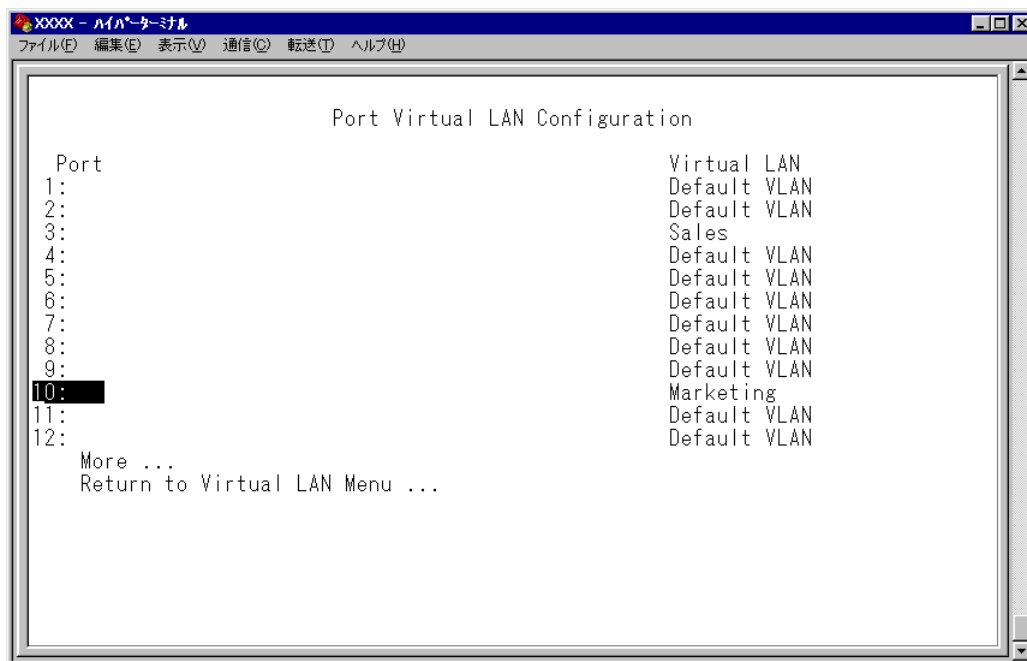 XXXX - ﾊｲﾊﾟｰﾀｰﾐﾅﾙ
ファイル(F) 編集(E) 表示(V) 通信(C) 転送(T) ヘルプ(H)
Port Virtual LAN Configuration
Port Virtual LAN
1: Default VLAN
2: Default VLAN
3: Sales
4: Default VLAN
5: Default VLAN
6: Default VLAN
7: Default VLAN
8: Default VLAN
9: Default VLAN
10: Marketing
11: Default VLAN
12: Default VLAN
More ...
Return to Virtual LAN Menu ...